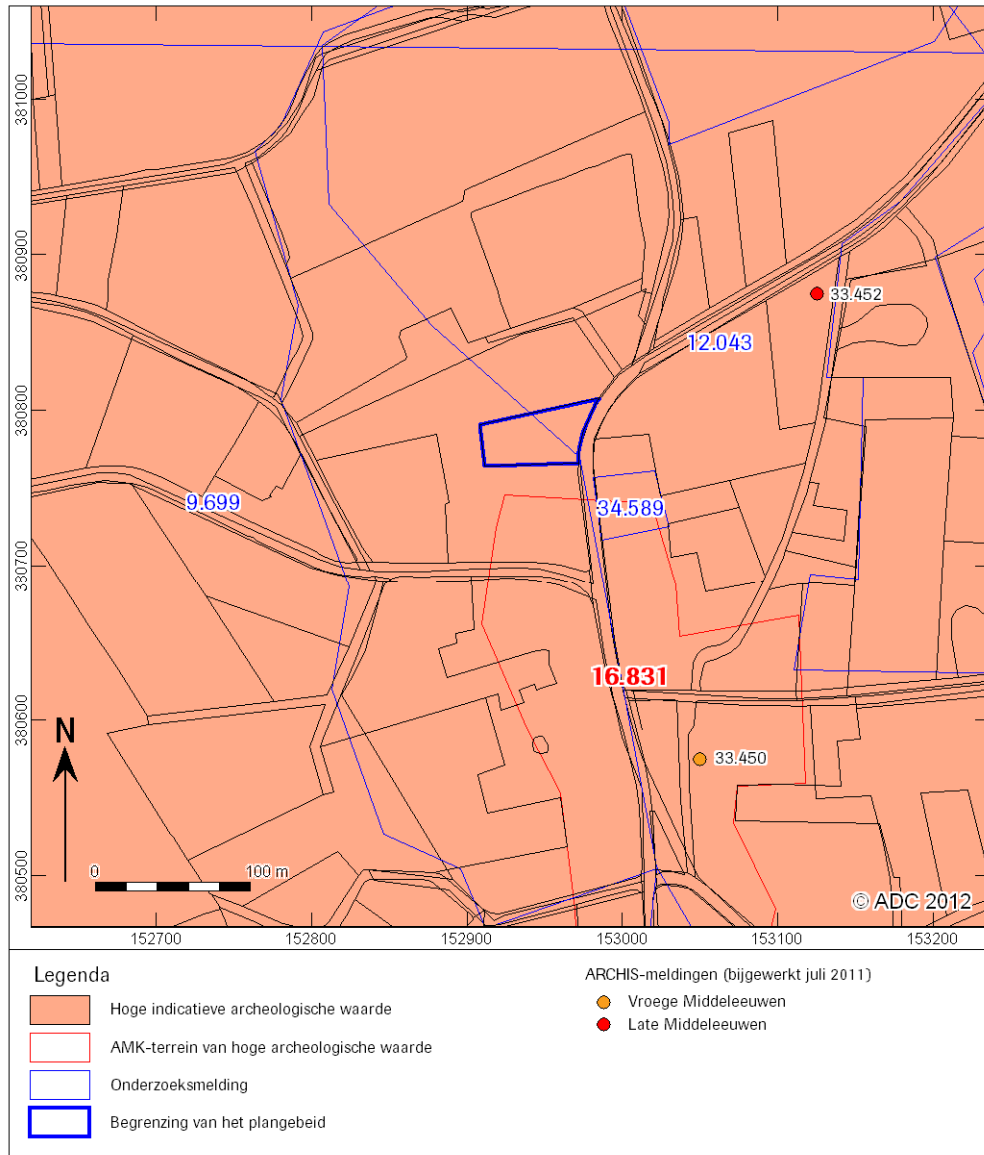 381000
380900
380800
330700
380600
380500
33.452
12.043
9.699
34.589
16.831
33.450
N
0 100 m
© ADC 2012
152700 152800 152900 153000 153100 153200
Legenda
Hoge indicatieve archeologische waarde
AMK-terrein van hoge archeologische waarde
Onderzoeksmelding
Begrenzing van het plangebeid
ARCHIS-meldingen (bijgewerkt juli 2011)
Vroege Middeleeuwen
Late Middeleeuwen